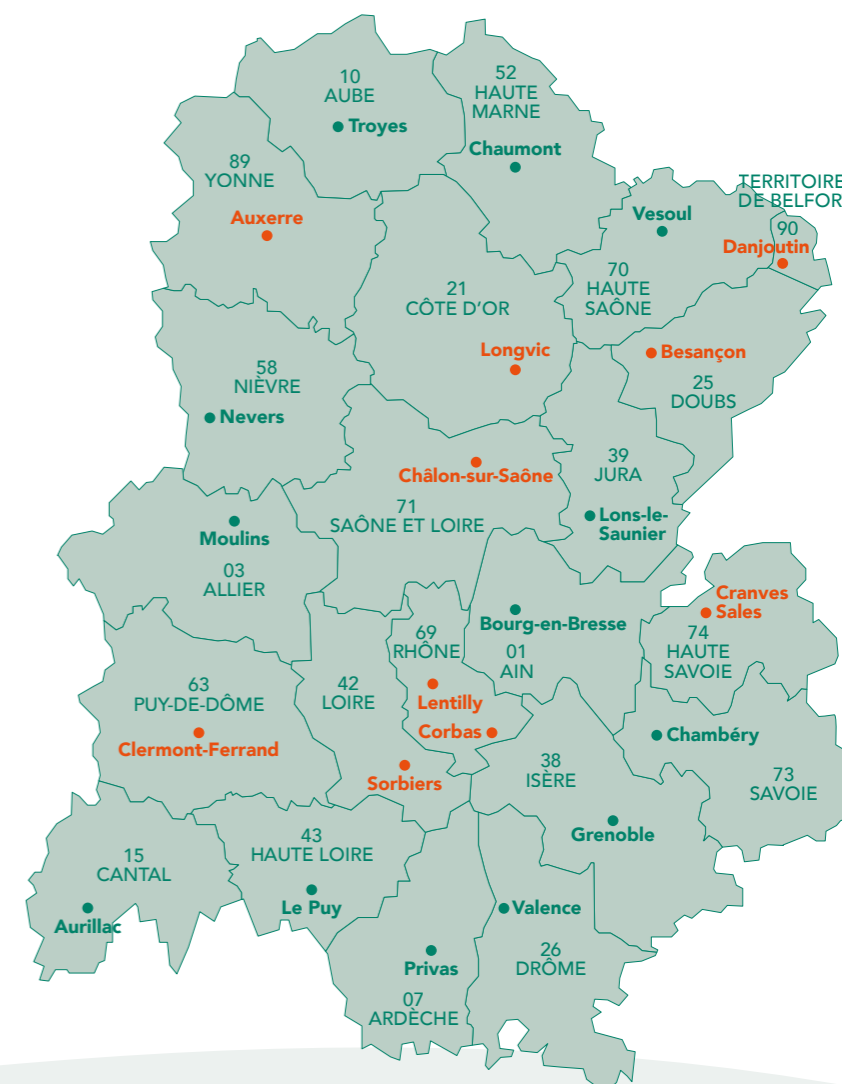 10
AUBE
Troyes
52
HAUTE
MARNE
Chaumont
89
YONNE
Auxerre
TERRITOIRE
DE BELFOR
90
Danjoutin
Vesoul
70
HAUTE
SAÔNE
21
CÔTE D'OR
Longvic
Besançon
25
DOUBS
58
NIÈVRE
Nevers
Châlon-sur-Saône
71
SAÔNE ET LOIRE
39
JURA
Lons-le-
Saunier
Moulins
03
ALLIER
Bourg-en-Bresse
01
AIN
Cranves
Sales
74
HAUTE
SAVOIE
69
RHÔNE
Lentilly
Corbas
63
PUY-DE-DÔME
Clermont-Ferrand
42
LOIRE
Sorbiers
Chambéry
73
SAVOIE
38
ISÈRE
Grenoble
15
CANTAL
Aurillac
43
HAUTE LOIRE
Le Puy
Valence
26
DRÔME
Privas
07
ARDÈCHE